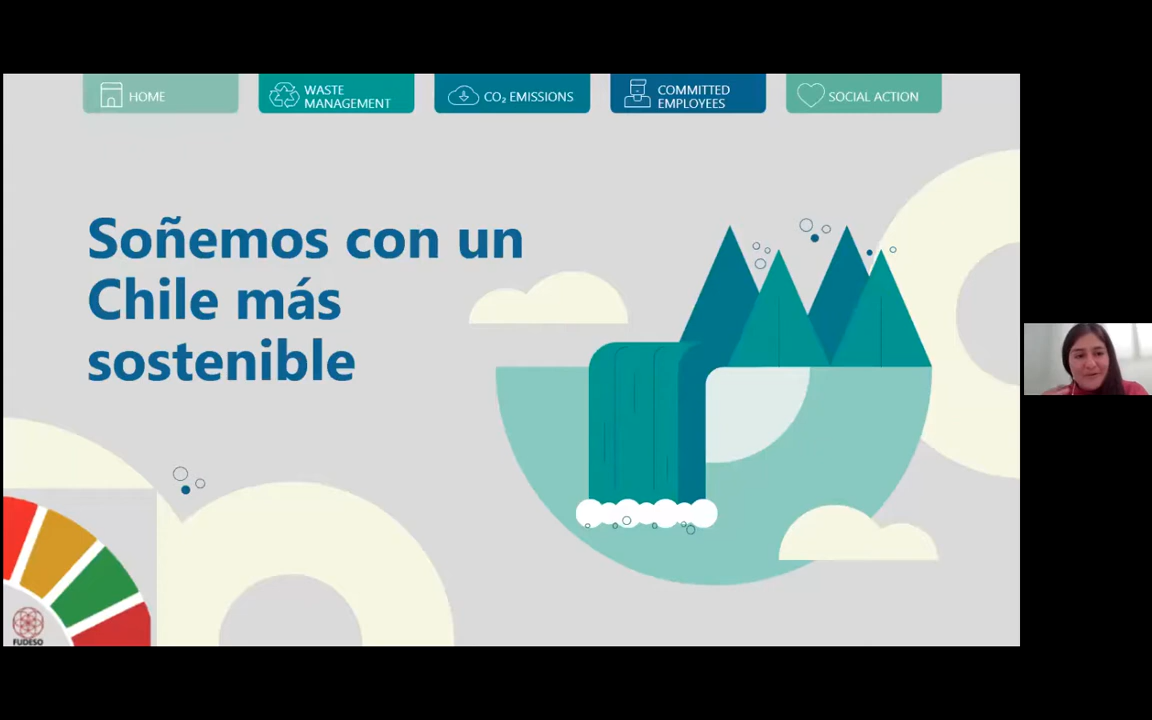 HOME
WASTE
MANAGEMENT
CO₂ EMISSIONS
COMMITTED
EMPLOYEES
SOCIAL ACTION
Soñemos con un
Chile más
sostenible
FUDESO